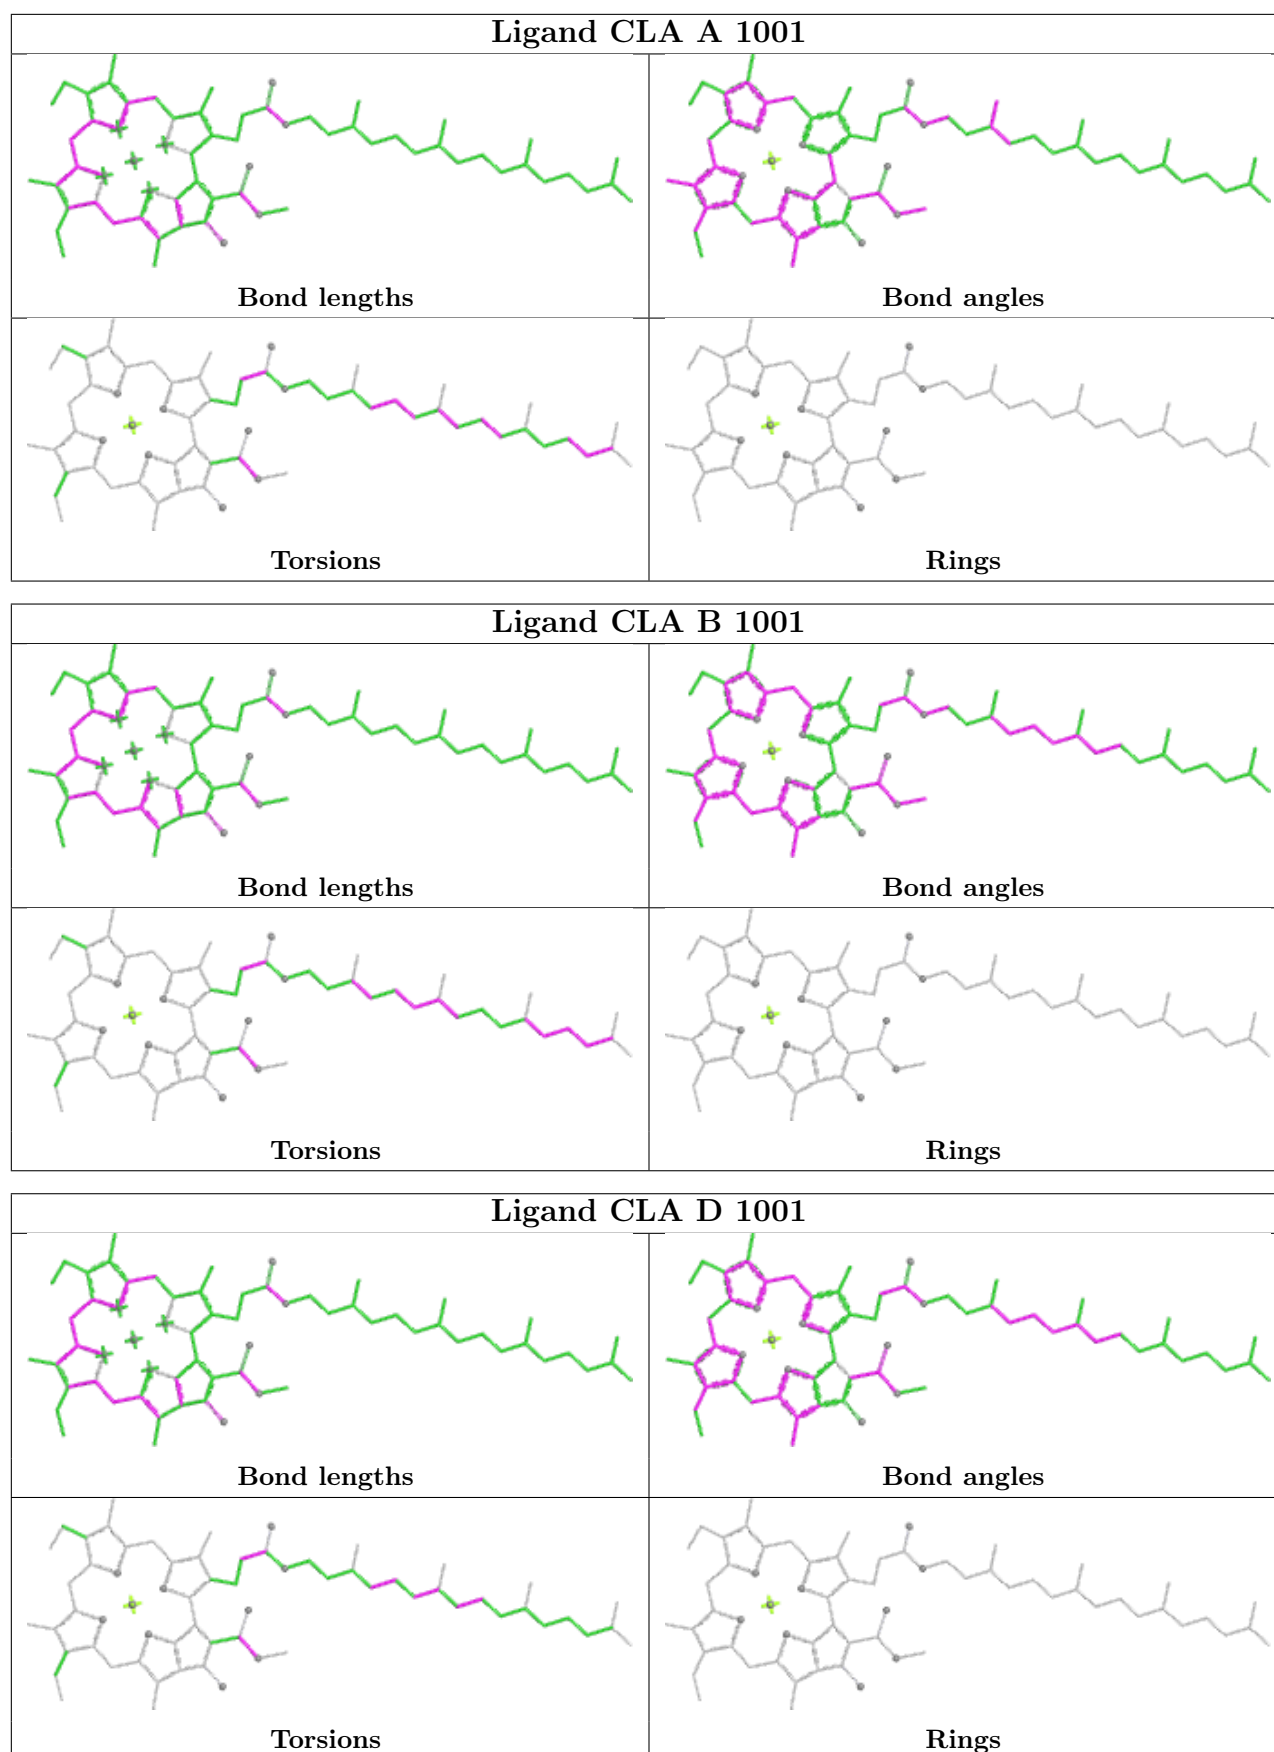 Ligand CLA A 1001
Bond lengths
Bond angles
Torsions
Rings
Ligand CLA B 1001
Bond lengths
Bond angles
Torsions
Rings
Ligand CLA D 1001
Bond lengths
Bond angles
Torsions
Rings